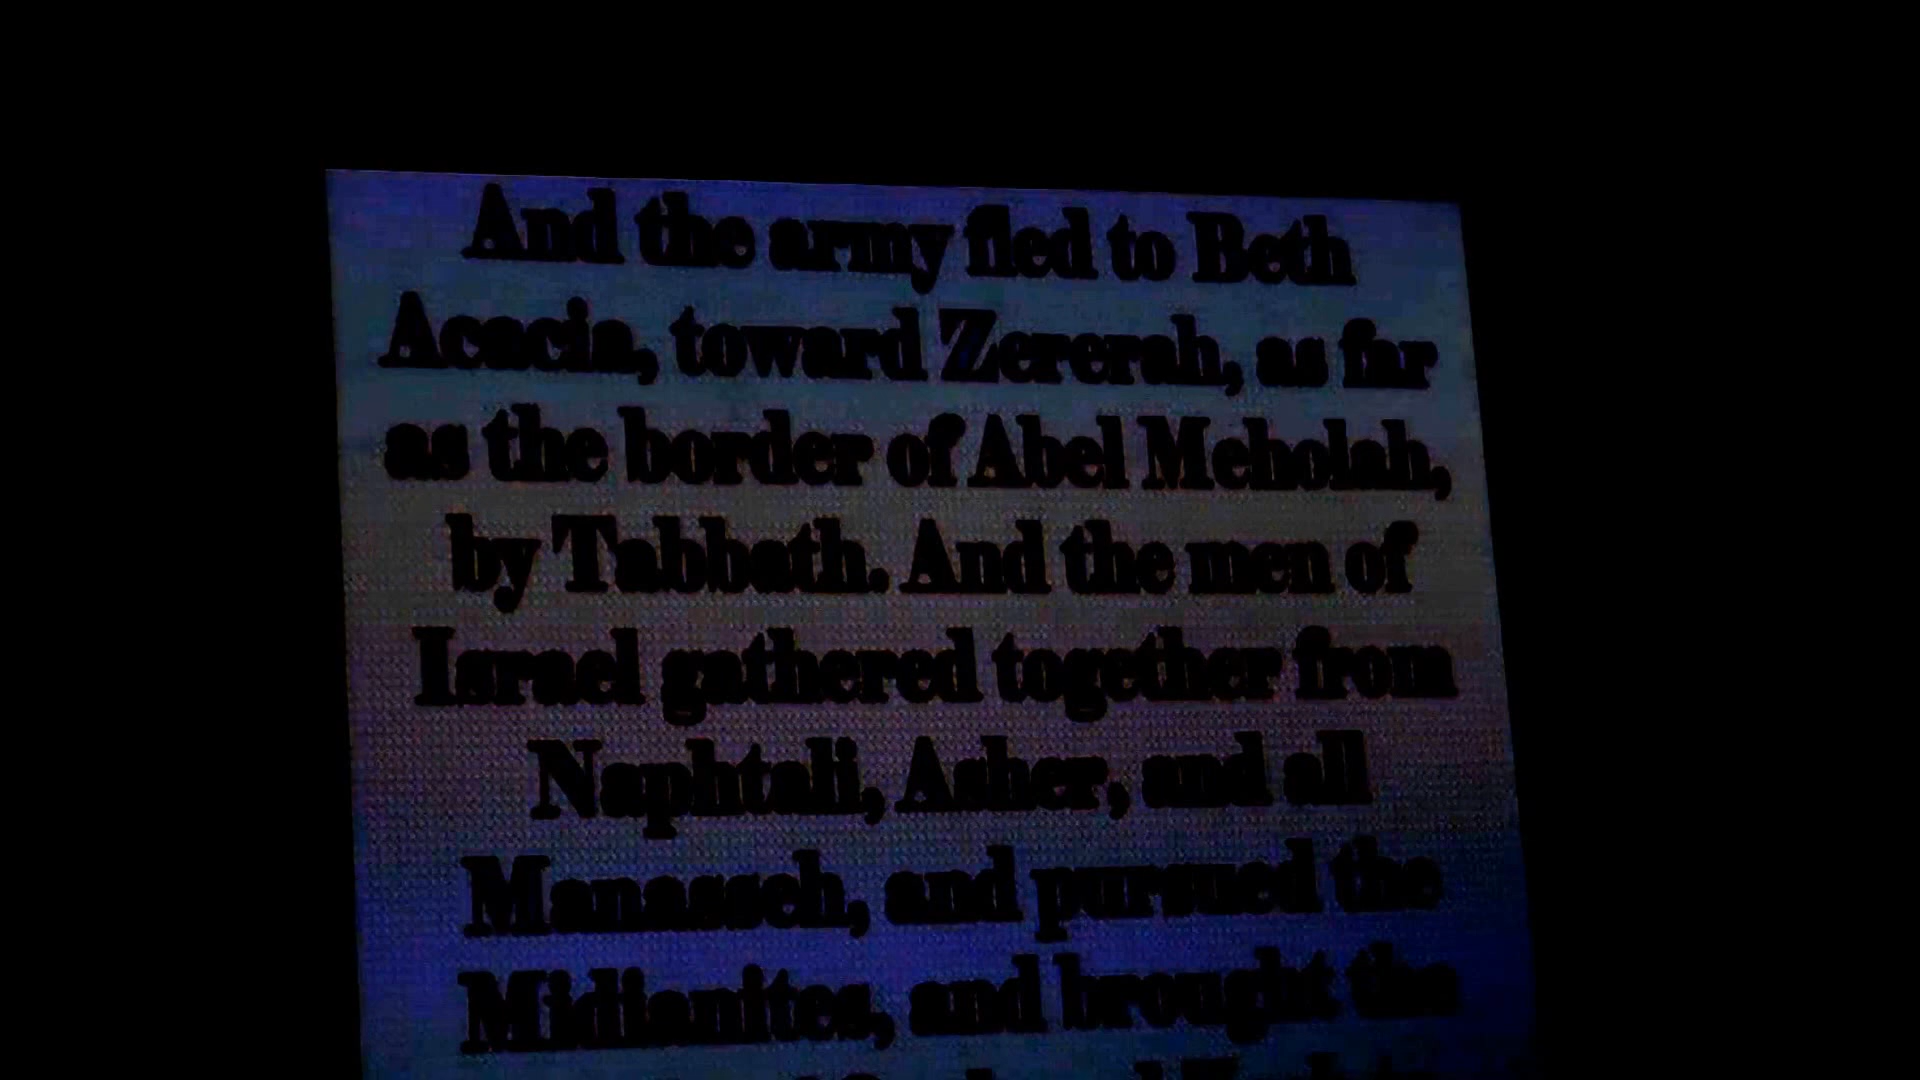 And the army fled to Beth
Acacia, toward Zererah, as far
as the border of Abel Meholah,
by Tabbath. And the men of
Israel gathered together from
Naphtali, Asher, and all
Manasseh, and pursued the
Midianites, and brought the